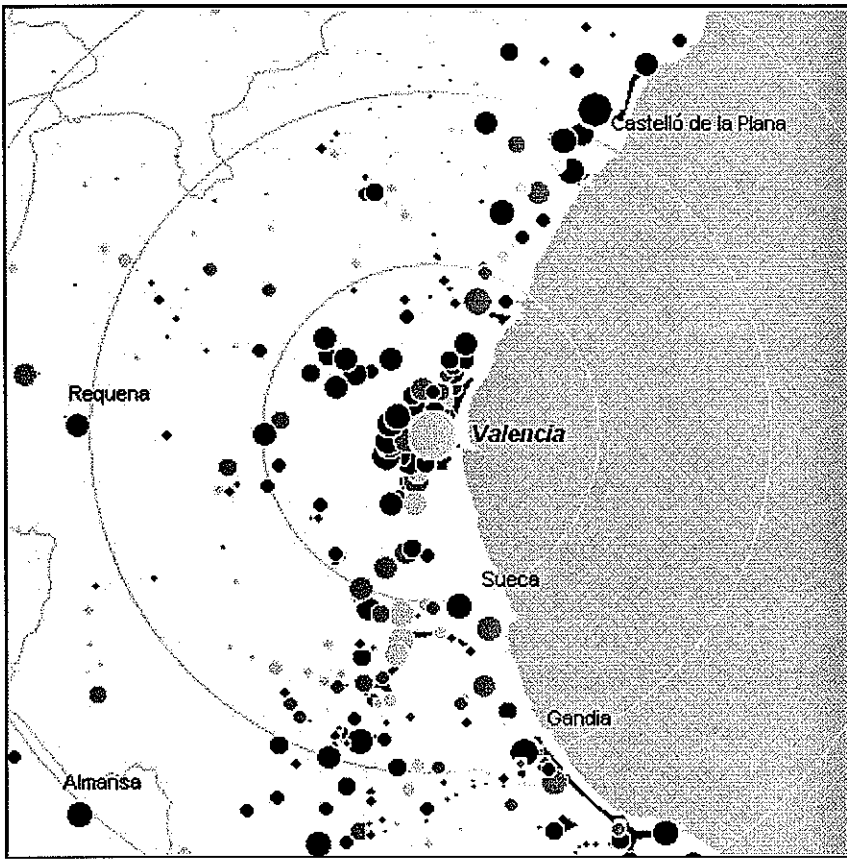 Castelló de la Plana
Requena
Valencia
Sueca
Gandia
Almansa